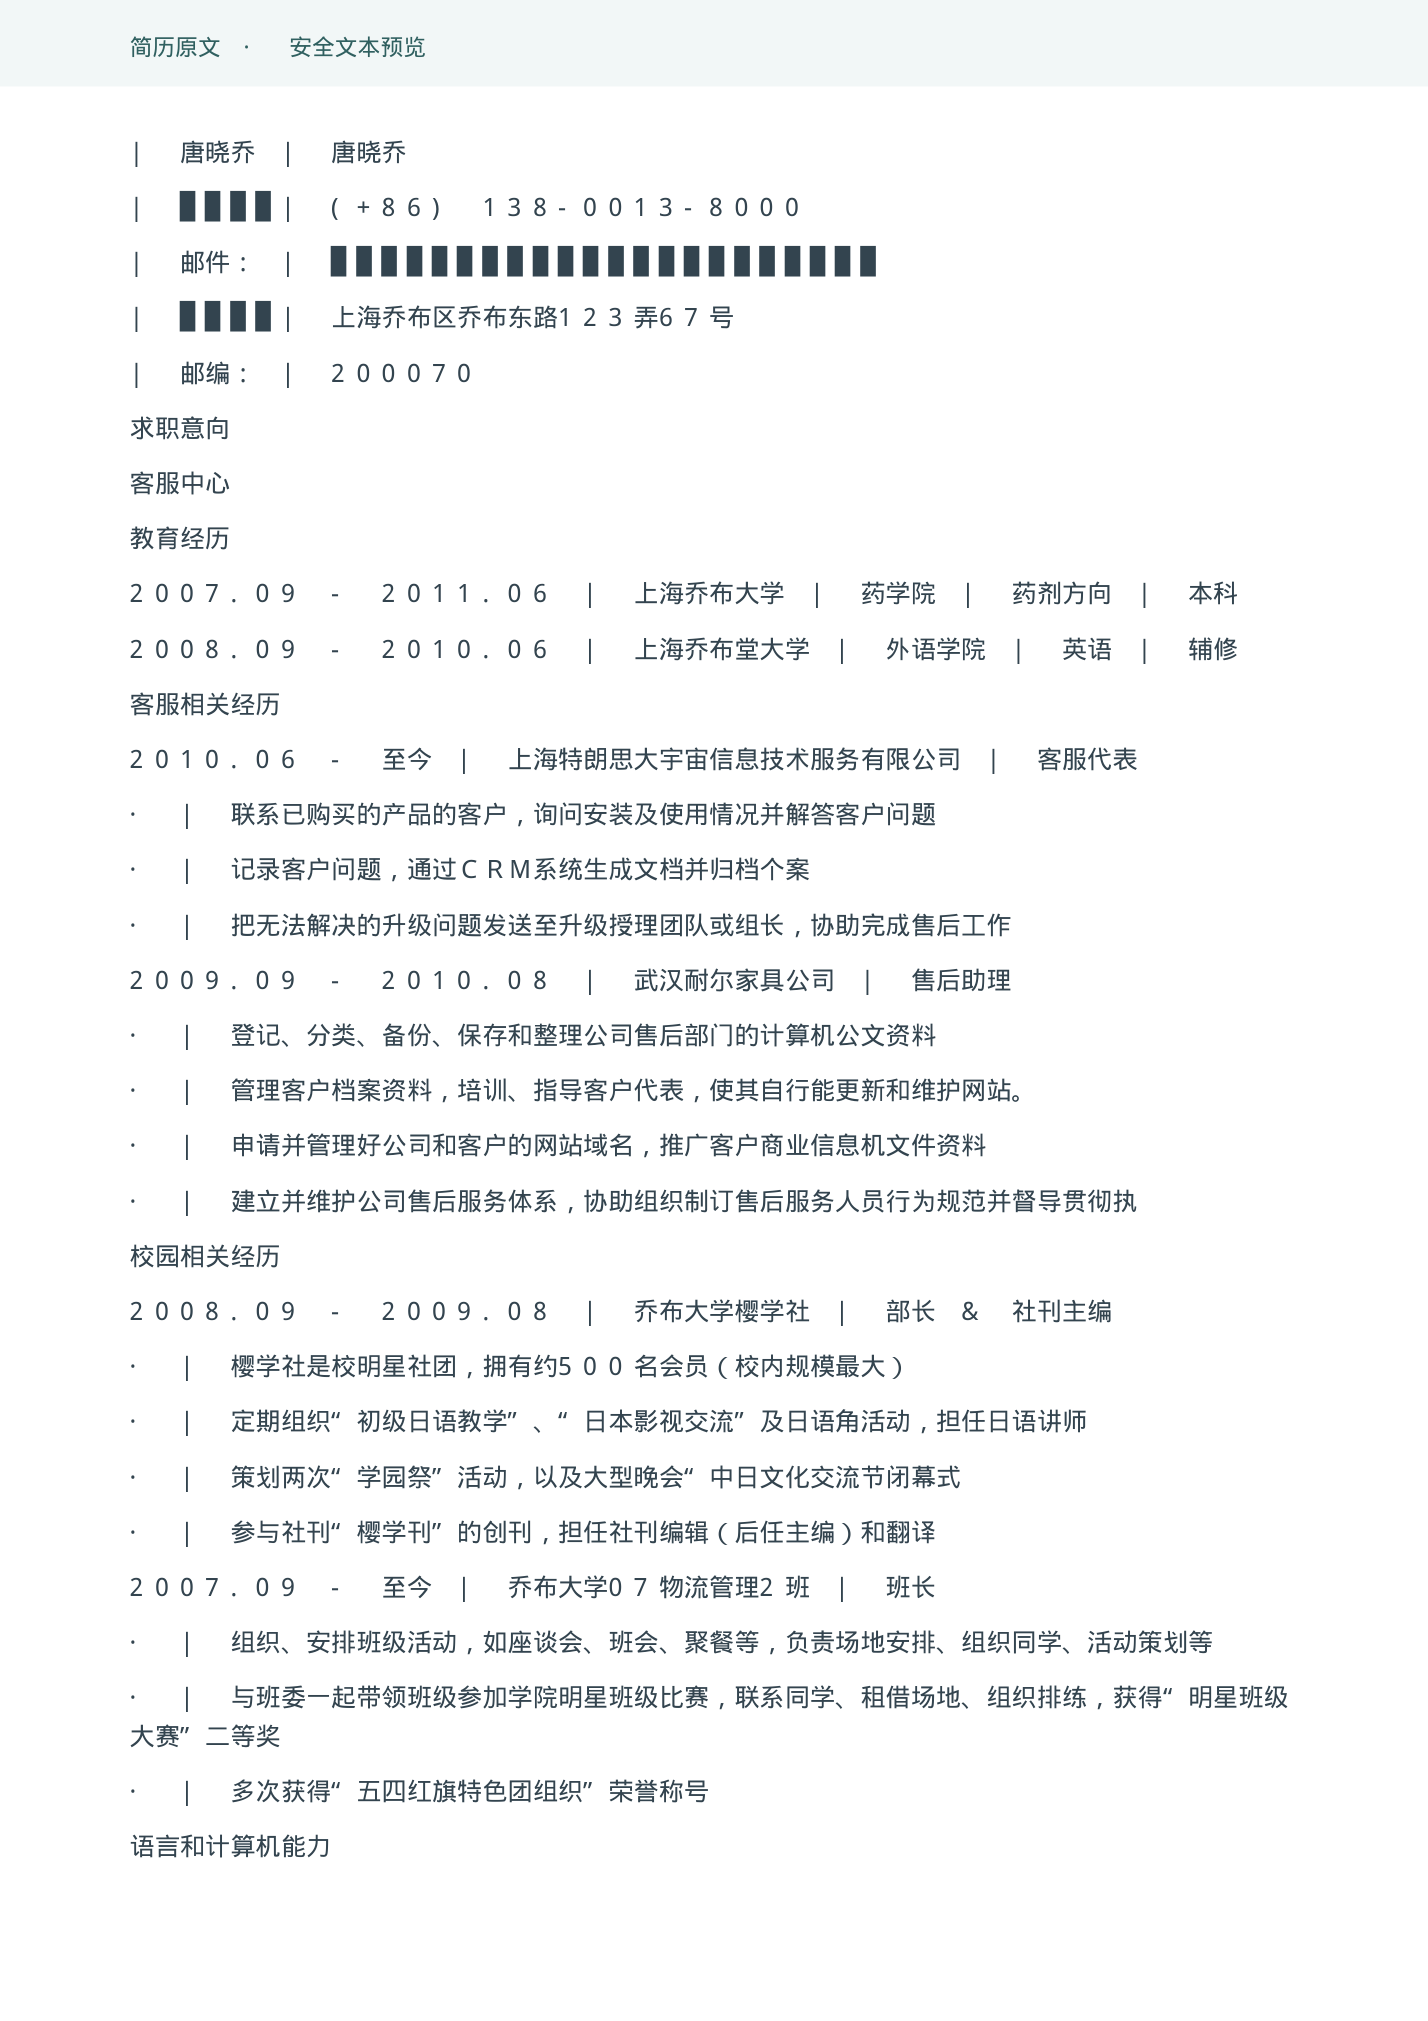 简历原文 · 安全文本预览
| 唐晓乔 | 唐晓乔
| ████ | (+86) 138-0013-8000
| 邮件： | ██████████████████████
| ████ | 上海乔布区乔布东路123弄67号
| 邮编： | 200070
求职意向
客服中心
教育经历
2007.09 - 2011.06 | 上海乔布大学 | 药学院 | 药剂方向 | 本科
2008.09 - 2010.06 | 上海乔布堂大学 | 外语学院 | 英语 | 辅修
客服相关经历
2010.06 - 至今 | 上海特朗思大宇宙信息技术服务有限公司 | 客服代表
· | 联系已购买的产品的客户，询问安装及使用情况并解答客户问题
· | 记录客户问题，通过CRM系统生成文档并归档个案
· | 把无法解决的升级问题发送至升级授理团队或组长，协助完成售后工作
2009.09 - 2010.08 | 武汉耐尔家具公司 | 售后助理
· | 登记、分类、备份、保存和整理公司售后部门的计算机公文资料
· | 管理客户档案资料，培训、指导客户代表，使其自行能更新和维护网站。
· | 申请并管理好公司和客户的网站域名，推广客户商业信息机文件资料
· | 建立并维护公司售后服务体系，协助组织制订售后服务人员行为规范并督导贯彻执
校园相关经历
2008.09 - 2009.08 | 乔布大学樱学社 | 部长 & 社刊主编
· | 樱学社是校明星社团，拥有约500名会员（校内规模最大）
· | 定期组织“初级日语教学”、“日本影视交流”及日语角活动，担任日语讲师
· | 策划两次“学园祭”活动，以及大型晚会“中日文化交流节闭幕式
· | 参与社刊“樱学刊”的创刊，担任社刊编辑（后任主编）和翻译
2007.09 - 至今 | 乔布大学07物流管理2班 | 班长
· | 组织、安排班级活动，如座谈会、班会、聚餐等，负责场地安排、组织同学、活动策划等
· | 与班委一起带领班级参加学院明星班级比赛，联系同学、租借场地、组织排练，获得“明星班级
大赛”二等奖
· | 多次获得“五四红旗特色团组织”荣誉称号
语言和计算机能力